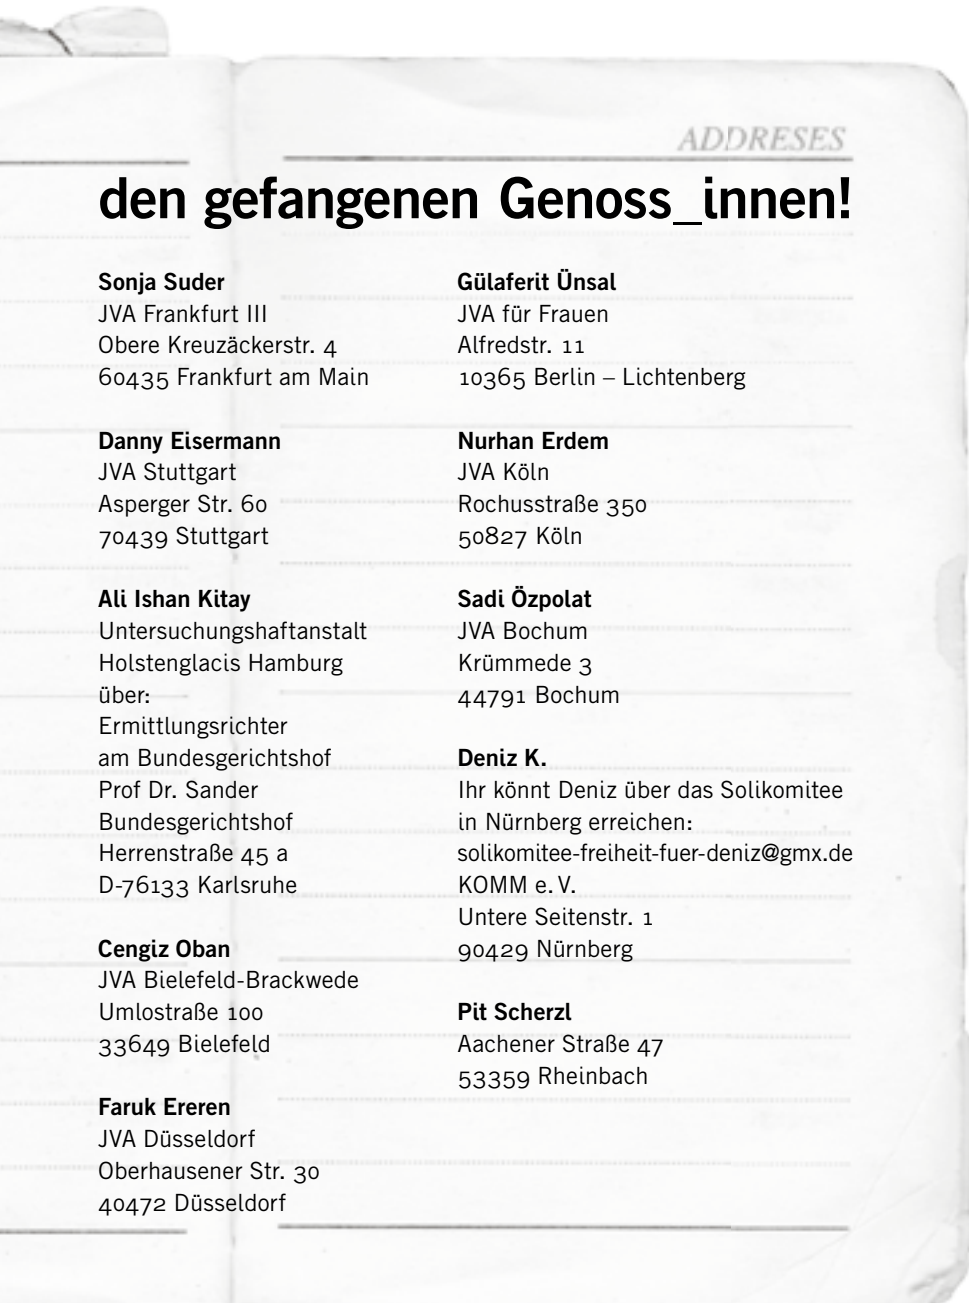 ADDRESES
den gefangenen Genoss_innen!
Sonja Suder
JVA Frankfurt III
Obere Kreuzäckerstr. 4
60435 Frankfurt am Main
Danny Eisermann
JVA Stuttgart
Asperger Str. 60
70439 Stuttgart
Ali Ishan Kitay
Untersuchungshaftanstalt
Holstenglacis Hamburg
über:
Ermittlungsrichter
am Bundesgerichtshof
Prof Dr. Sander
Bundesgerichtshof
Herrenstraße 45 a
D-76133 Karlsruhe
Cengiz Oban
JVA Bielefeld-Brackwede
Umlostraße 100
33649 Bielefeld
Faruk Ereren
JVA Düsseldorf
Oberhausener Str. 30
40472 Düsseldorf
Gülaferit Ünsal
JVA für Frauen
Alfredstr. 11
10365 Berlin – Lichtenberg
Nurhan Erdem
JVA Köln
Rochusstraße 350
50827 Köln
Sadi Özpolat
JVA Bochum
Krümmede 3
44791 Bochum
Deniz K.
Ihr könnt Deniz über das Solikomitee
in Nürnberg erreichen:
solikomitee-freiheit-fuer-deniz@gmx.de
KOMM e. V.
Untere Seitenstr. 1
90429 Nürnberg
Pit Scherzl
Aachener Straße 47
53359 Rheinbach